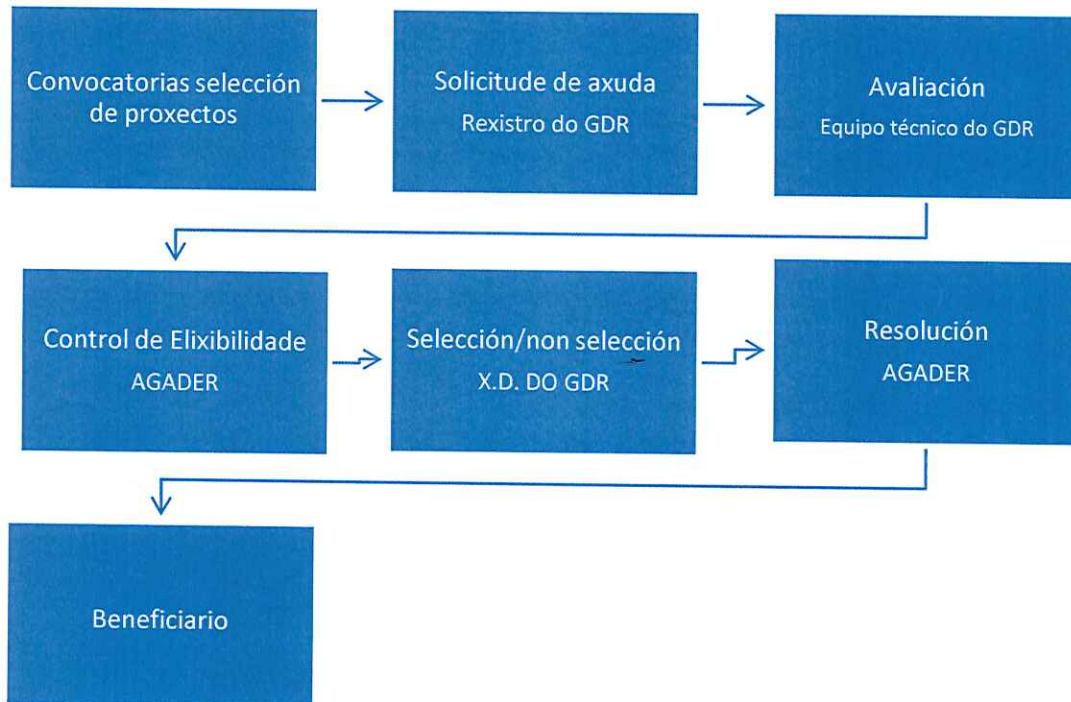 Convocatorias selección
de proxectos
Solicitude de axuda
Rexistro do GDR
Avaliación
Equipo técnico do GDR
Control de Elixibilidade
AGADER
Selección/non selección
X.D. DO GDR
Resolución
AGADER
Beneficiario